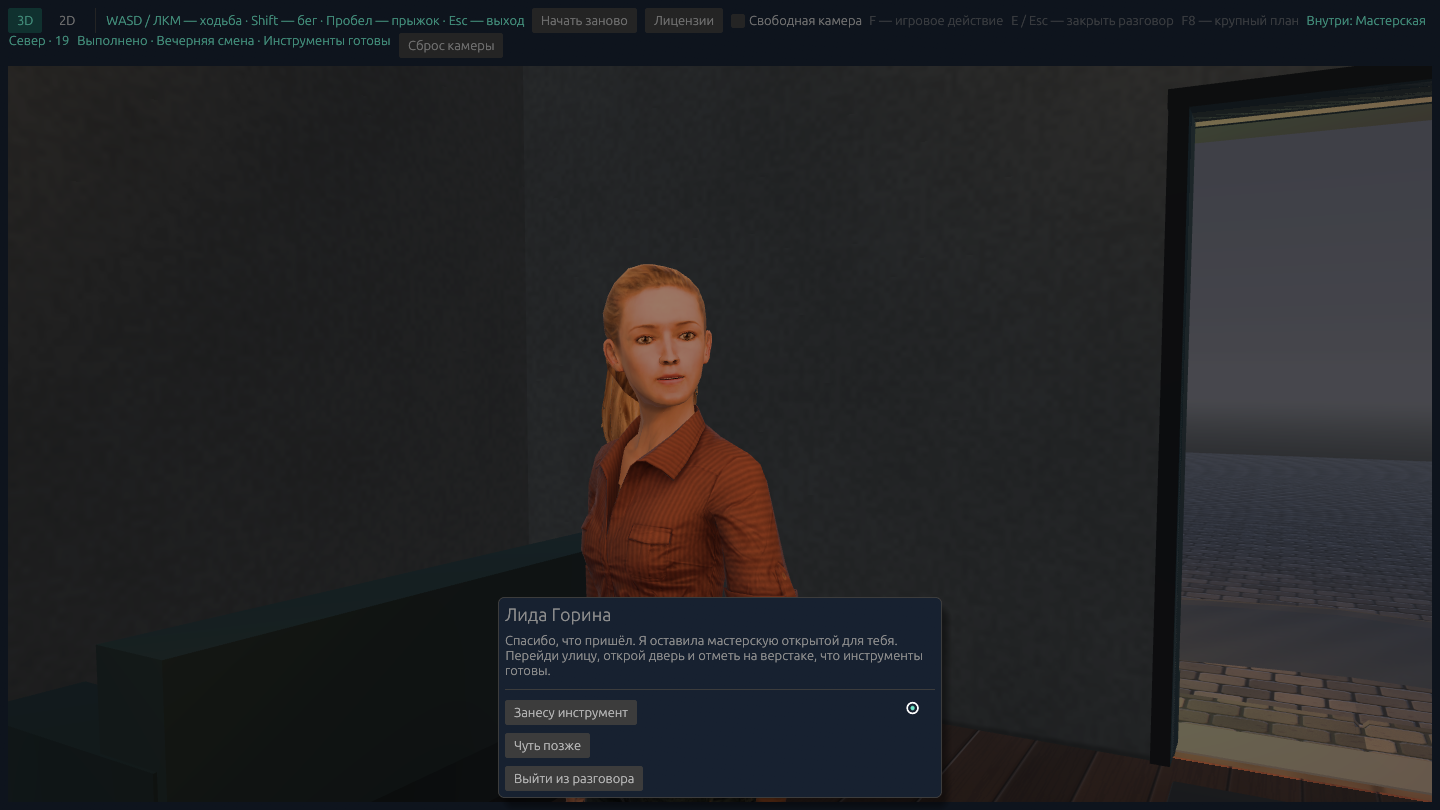 3D 2D WASD / ЛКМ — ходьба · Shift — бег · Пробел — прыжок · Esc — выход Начать заново Лицензии Свободная камера F — игровое действие E / Esc — закрыть разговор F8 — крупный план Внутри: Мастерская
Север · 19 Выполнено · Вечерняя смена · Инструменты готовы Сброс камеры
Лида Горина
Спасибо, что пришёл. Я оставила мастерскую открытой для тебя.
Перейди улицу, открой дверь и отметь на верстаке, что инструменты
готовы.
Занесу инструмент
Чуть позже
Выйти из разговора